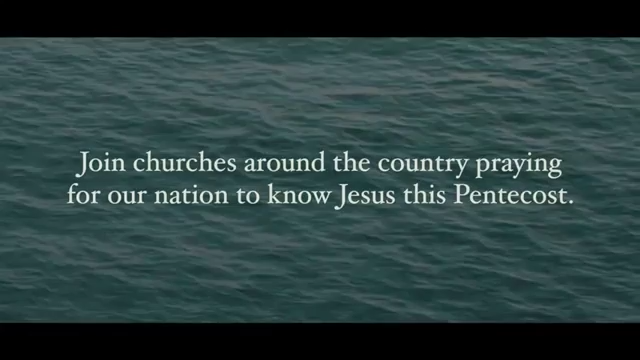 Join churches around the country praying
for our nation to know Jesus this Pentecost.